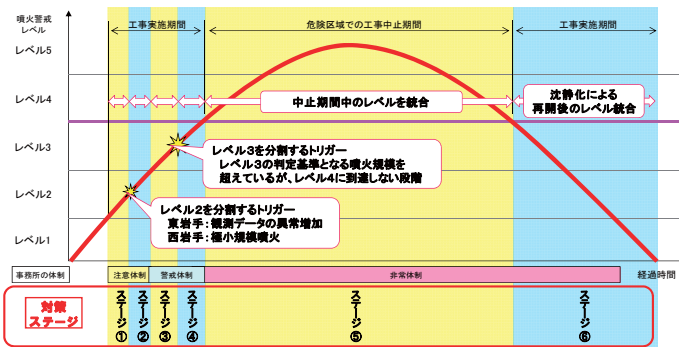 噴火警戒
レベル
工事実施期間
危険区域での工事中止期間
工事実施期間
レベル5
レベル4
中止期間中のレベルを統合
沈静化による
再開後のレベル統合
レベル3
レベル3を分割するトリガー
レベル3の判定基準となる噴火規模を
超えているが、レベル4に到達しない段階
レベル2
レベル2を分割するトリガー
東岩手：観測データの異常増加
西岩手：極小規模噴火
レベル1
事務所の体制
注意体制
警戒体制
非常体制
経過時間
対策
ステージ
ステージ①
ステージ②
ステージ③
ステージ④
ステージ⑤
ステージ⑥